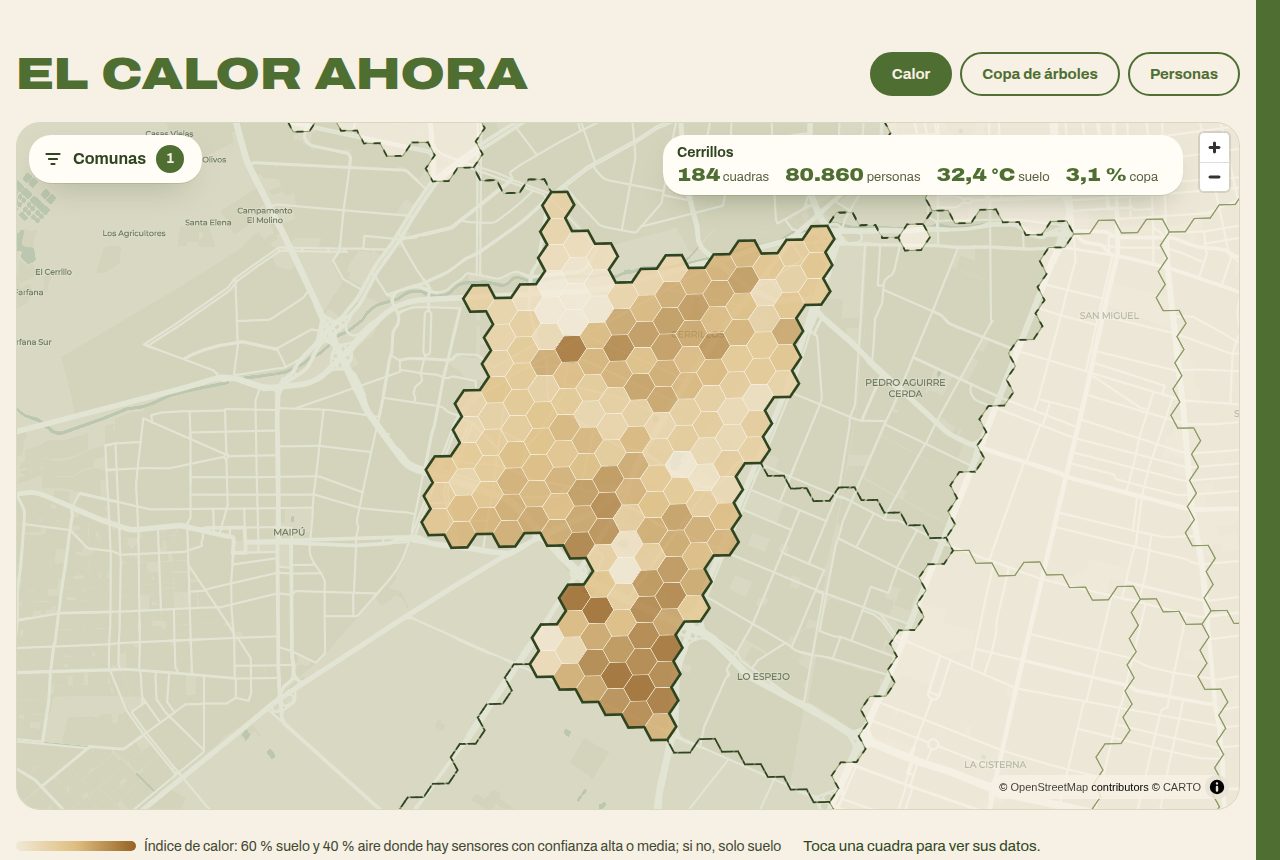 EL CALOR AHORA
Calor
Copa de árboles
Personas
Casas Viejas
Comunas 1
Olivos
Cerrillos
184 cuadras 80.860 personas 32,4 °C suelo 3,1 % copa
+
−
Campamento
El Molino
Santa Elena
Los Agricultores
El Cerrillo
SAN MIGUEL
rfana Sur
PEDRO AGUIRRE
CERDA
MAIPÚ
LO ESPEJO
LA CISTERNA
© OpenStreetMap contributors © CARTO
Índice de calor: 60 % suelo y 40 % aire donde hay sensores con confianza alta o media; si no, solo suelo
Toca una cuadra para ver sus datos.